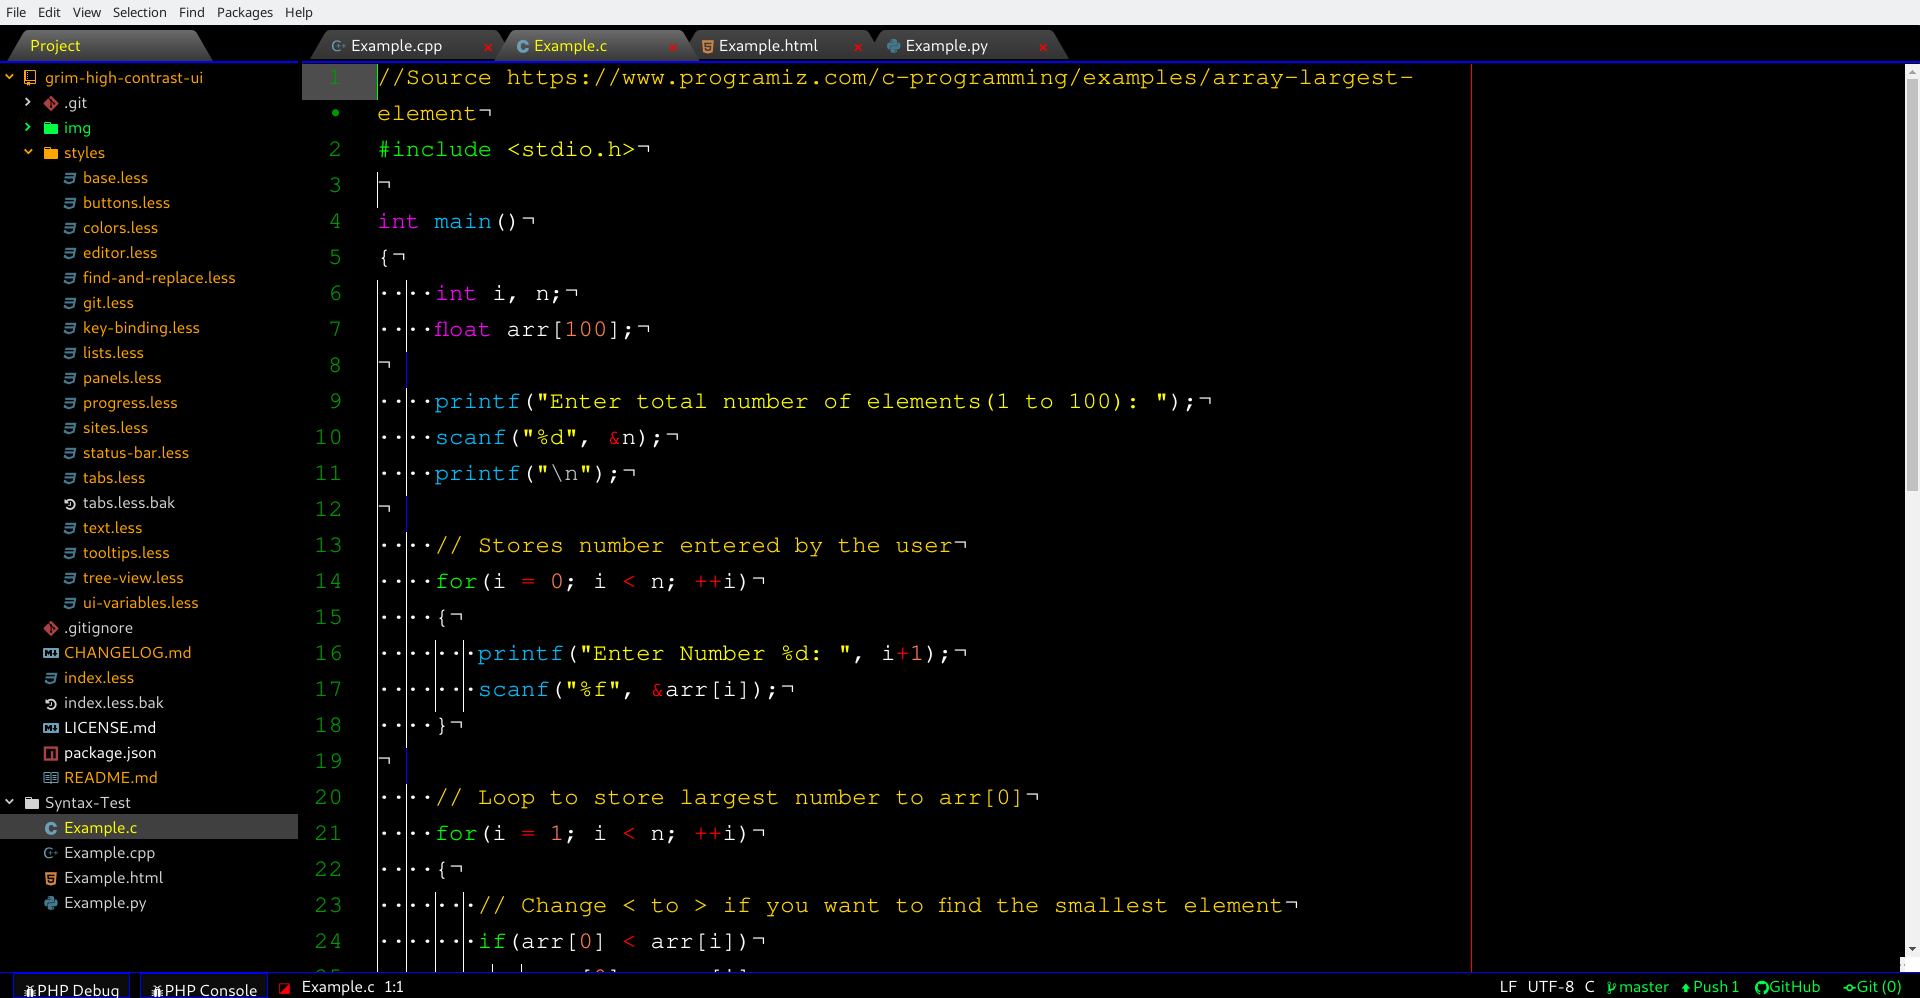 File Edit View Selection Find Packages Help
Project
grim-high-contrast-ui
.git
img
styles
base.less
buttons.less
colors.less
editor.less
find-and-replace.less
git.less
key-binding.less
lists.less
panels.less
progress.less
sites.less
status-bar.less
tabs.less
tabs.less.bak
text.less
tooltips.less
tree-view.less
ui-variables.less
.gitignore
CHANGELOG.md
index.less
index.less.bak
LICENSE.md
package.json
README.md
Syntax-Test
Example.c
Example.cpp
Example.html
Example.py
Example.cpp Example.c Example.html Example.py
1 //Source https://www.programiz.com/c-programming/examples/array-largest-
• element¬
2 #include <stdio.h>¬
3 ¬
4 int main()¬
5 {¬
6 ····int i, n;¬
7 ····float arr[100];¬
8 ¬
9 ····printf("Enter total number of elements(1 to 100): ");¬
10 ····scanf("%d", &n);¬
11 ····printf("\n");¬
12 ¬
13 ····// Stores number entered by the user¬
14 ····for(i = 0; i < n; ++i)¬
15 ····{¬
16 ·······printf("Enter Number %d: ", i+1);¬
17 ·······scanf("%f", &arr[i]);¬
18 ····}¬
19 ¬
20 ····// Loop to store largest number to arr[0]¬
21 ····for(i = 1; i < n; ++i)¬
22 ····{¬
23 ·······// Change < to > if you want to find the smallest element¬
24 ·······if(arr[0] < arr[i])¬
PHP Debug PHP Console Example.c 1:1 LF UTF-8 C master Push 1 GitHub Git (0)